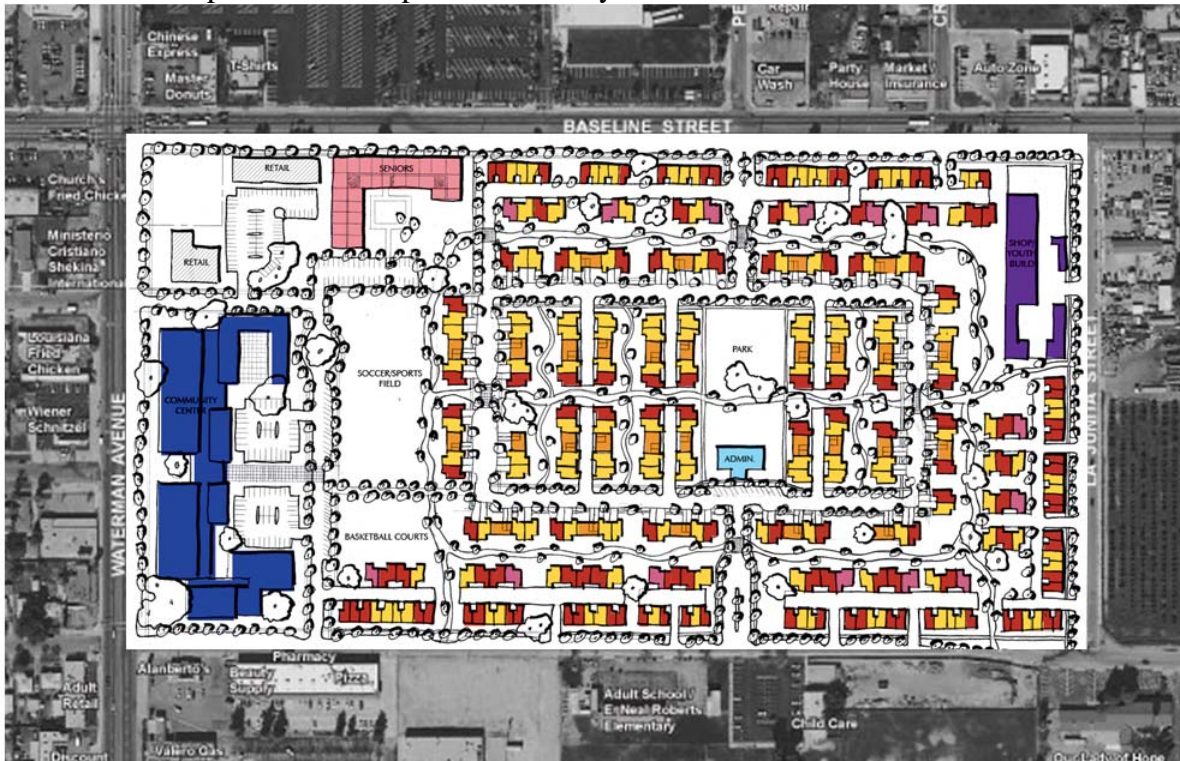 Repair
Chinese
Express
Master
Donuts
T-Shirts
Car
Wash
Party
House
Market /
Insurance
Auto Zone
BASELINE STREET
RETAIL
SENIORS
Church's
Fried Chicke
Ministerio
Cristiano
Shekina
International
RETAIL
SHOP/
YOUTH
BUILD
Louisiana
Fried
Chicken
Wiener
Schnitzel
WATERMAN AVENUE
COMMUNITY
CENTER
SOCCER/SPORTS
FIELD
PARK
ADMIN.
BASKETBALL COURTS
STREET
Alanberto's
Pharmacy
Beauty
Supply
Pizza
Adult
Retail
Valero Gas
Discount
Adult School /
E. Neal Roberts
Elementary
Child Care
Our Lady of Hope